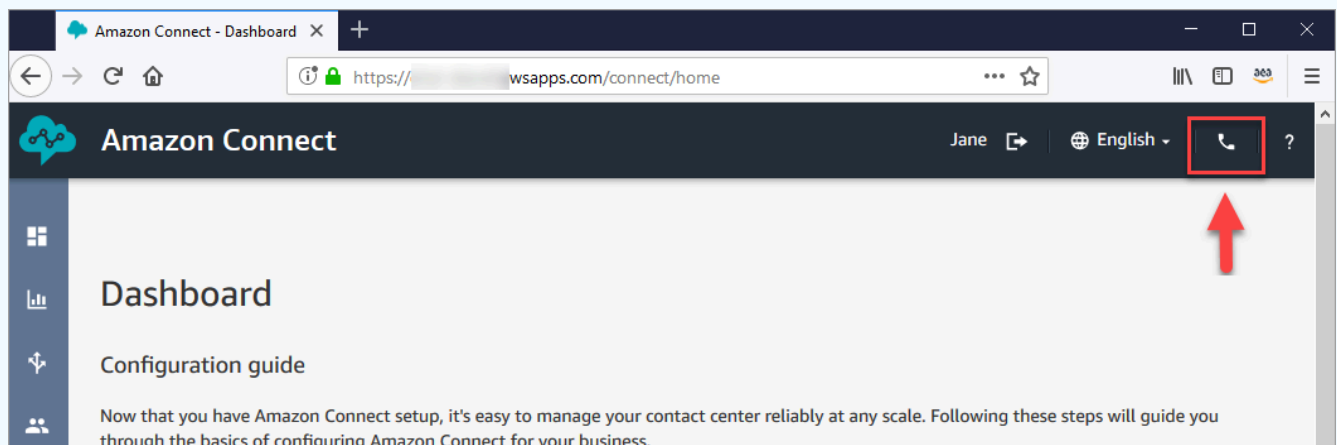 Amazon Connect - Dashboard
https:// wsapps.com/connect/home
Amazon Connect
Jane
English
?
Dashboard
Configuration guide
Now that you have Amazon Connect setup, it's easy to manage your contact center reliably at any scale. Following these steps will guide you
through the basics of configuring Amazon Connect for your business.